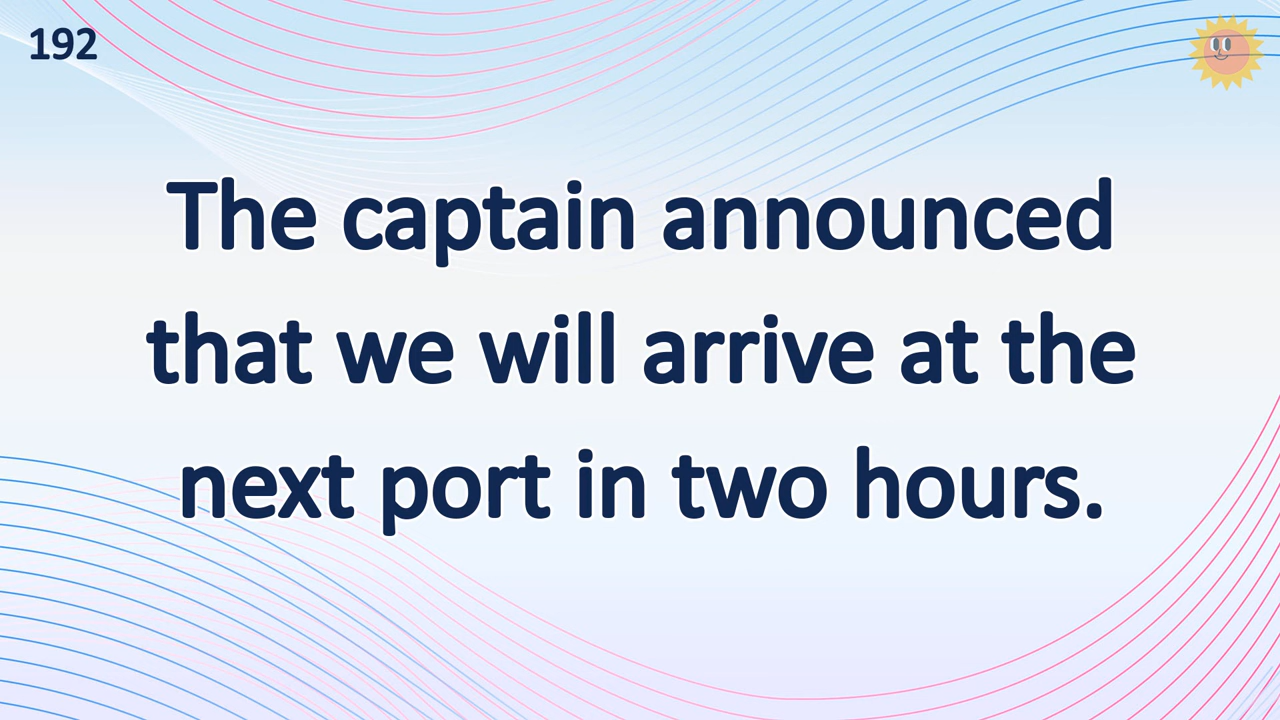 192
The captain announced
that we will arrive at the
next port in two hours.